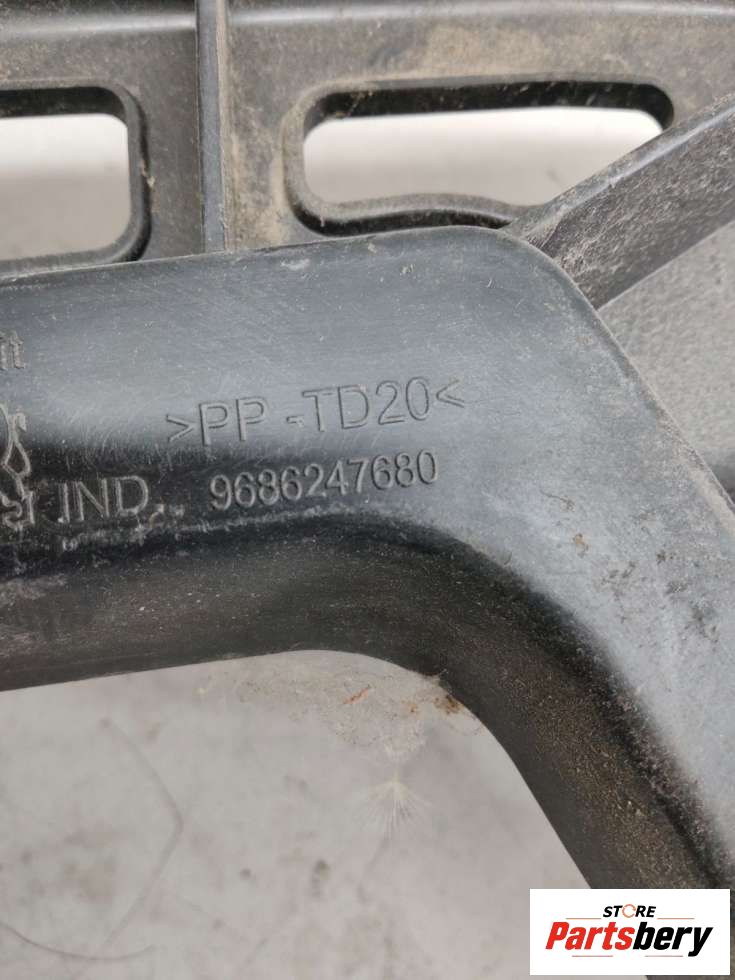 >PP-TD20<
IND. 9686247680
STORE
Partsbery